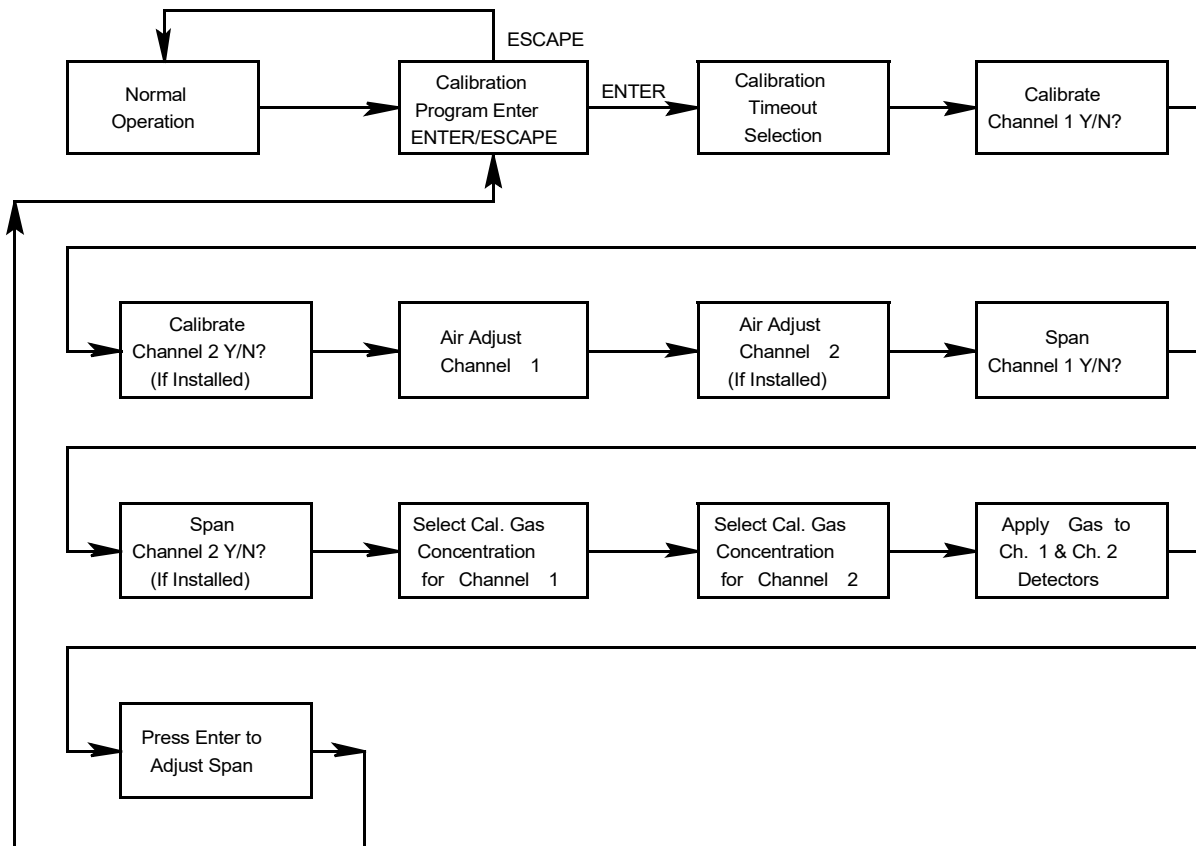 ESCAPE
Normal
Operation
Calibration
Program Enter
ENTER/ESCAPE
ENTER
Calibration
Timeout
Selection
Calibrate
Channel 1 Y/N?
Calibrate
Channel 2 Y/N?
(If Installed)
Air Adjust
Channel 1
Air Adjust
Channel 2
(If Installed)
Span
Channel 1 Y/N?
Span
Channel 2 Y/N?
(If Installed)
Select Cal. Gas
Concentration
for Channel 1
Select Cal. Gas
Concentration
for Channel 2
Apply Gas to
Ch. 1 & Ch. 2
Detectors
Press Enter to
Adjust Span